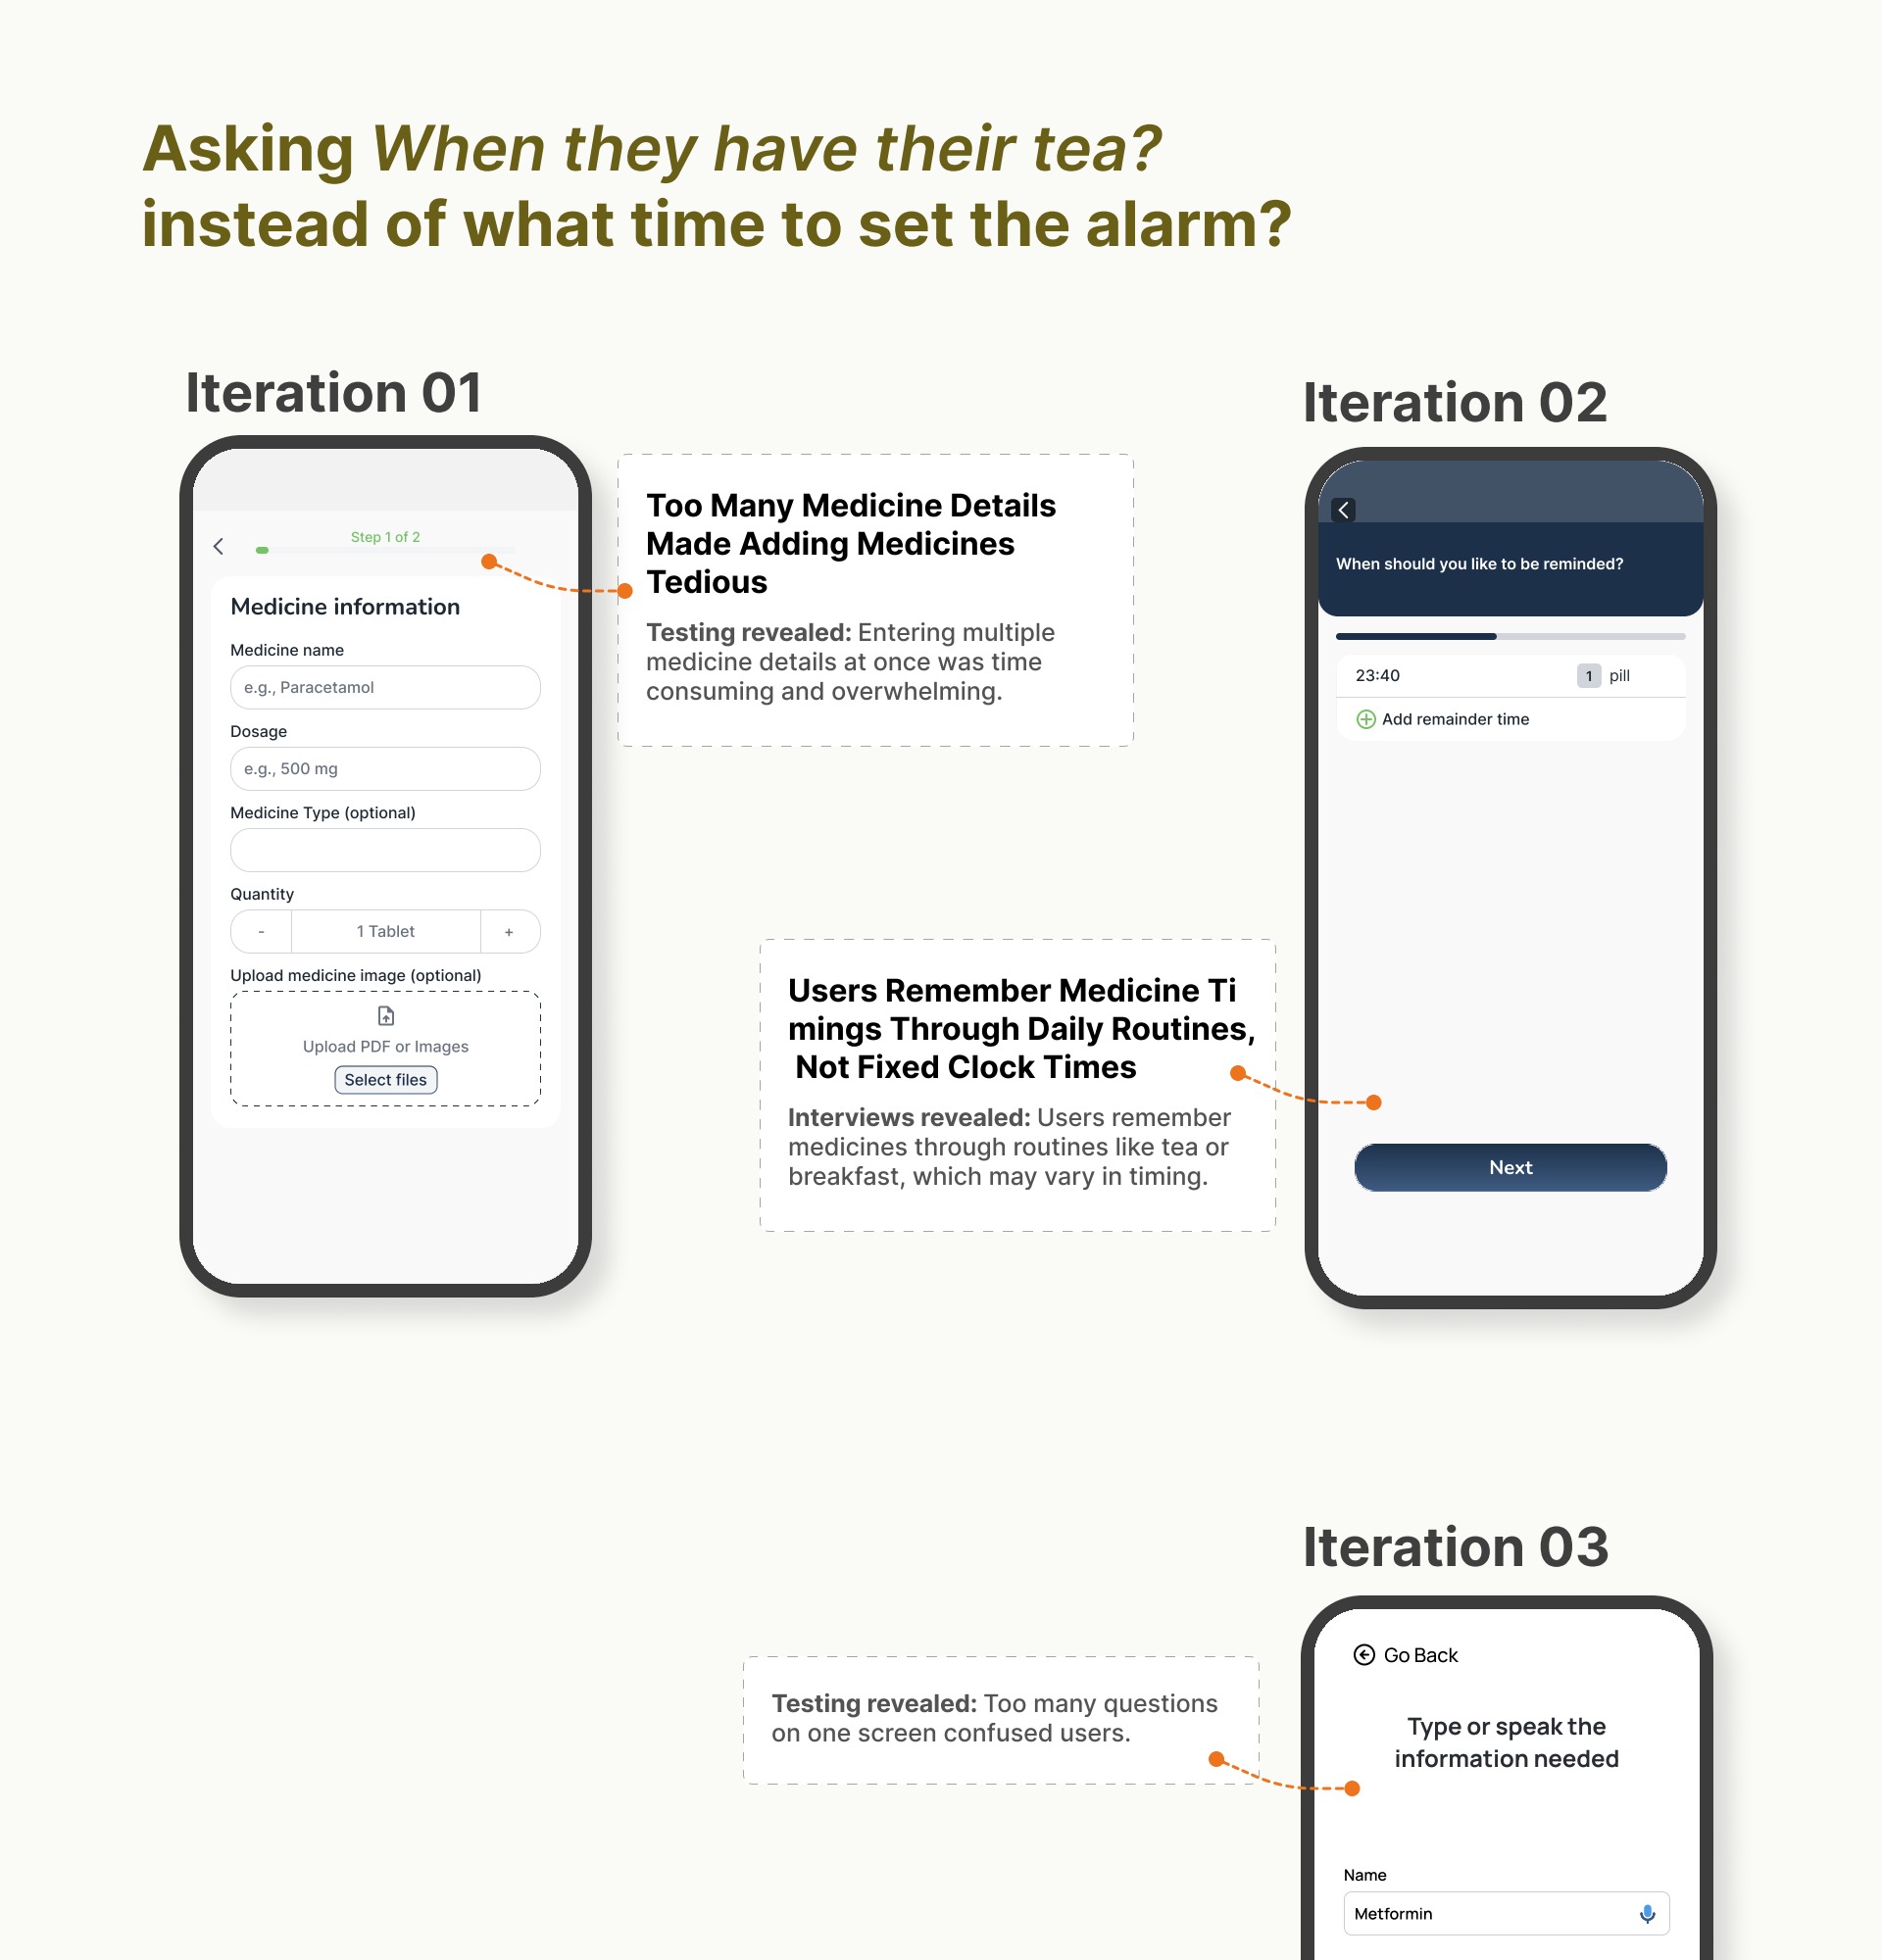 Asking When they have their tea?
instead of what time to set the alarm?
Iteration 01
Step 1 of 2
Medicine information
Medicine name
e.g., Paracetamol
Dosage
e.g., 500 mg
Medicine Type (optional)
Quantity
- 1 Tablet +
Upload medicine image (optional)
Upload PDF or Images
Select files
Too Many Medicine Details
Made Adding Medicines
Tedious
Testing revealed: Entering multiple
medicine details at once was time
consuming and overwhelming.
Iteration 02
When should you like to be reminded?
23:40 1 pill
Add remainder time
Next
Users Remember Medicine Ti
mings Through Daily Routines,
Not Fixed Clock Times
Interviews revealed: Users remember
medicines through routines like tea or
breakfast, which may vary in timing.
Iteration 03
Testing revealed: Too many questions
on one screen confused users.
Go Back
Type or speak the
information needed
Name
Metformin